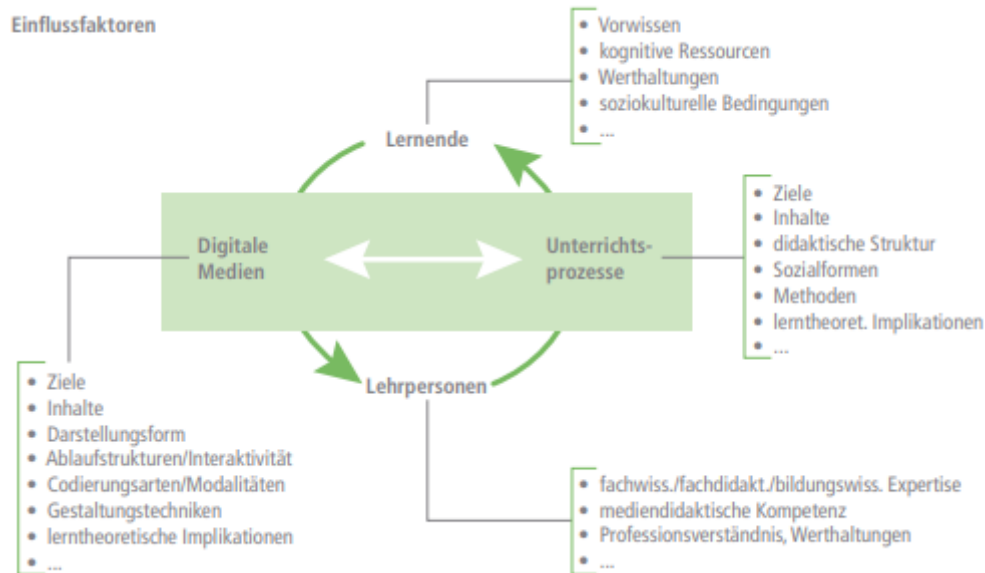 Einflussfaktoren
• Vorwissen
• kognitive Ressourcen
• Werthaltungen
• soziokulturelle Bedingungen
• ...
Lernende
• Ziele
• Inhalte
• didaktische Struktur
• Sozialformen
• Methoden
• lerntheoret. Implikationen
• ...
Digitale
Medien
Unterrichts-
prozesse
Lehrpersonen
• Ziele
• Inhalte
• Darstellungsform
• Ablaufstrukturen/Interaktivität
• Codierungsarten/Modalitäten
• Gestaltungstechniken
• lerntheoretische Implikationen
• ...
• fachwiss./fachdidakt./bildungswiss. Expertise
• mediendidaktische Kompetenz
• Professionsverständnis, Werthaltungen
• ...